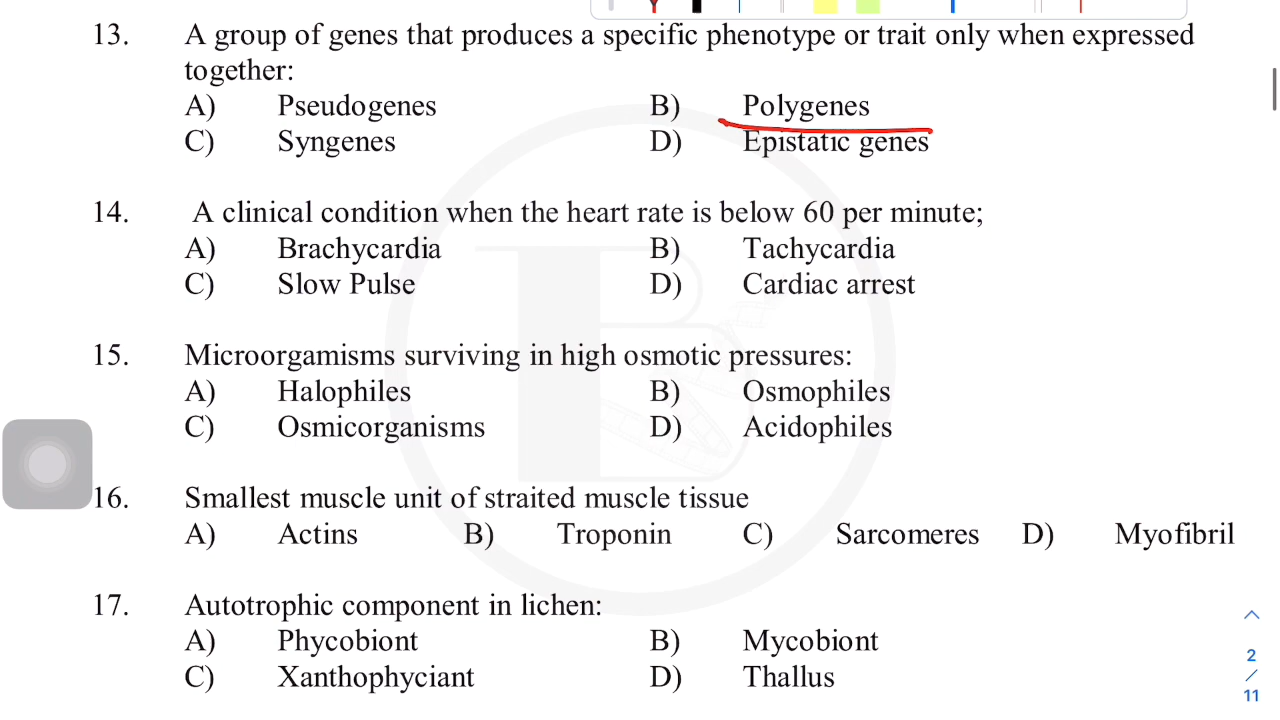 13. A group of genes that produces a specific phenotype or trait only when expressed
together:
A) Pseudogenes B) Polygenes
C) Syngenes D) Epistatic genes
14. A clinical condition when the heart rate is below 60 per minute;
A) Brachycardia B) Tachycardia
C) Slow Pulse D) Cardiac arrest
15. Microorgamisms surviving in high osmotic pressures:
A) Halophiles B) Osmophiles
C) Osmicorganisms D) Acidophiles
16. Smallest muscle unit of straited muscle tissue
A) Actins B) Troponin C) Sarcomeres D) Myofibril
17. Autotrophic component in lichen:
A) Phycobiont B) Mycobiont
C) Xanthophyciant D) Thallus
2
/
11